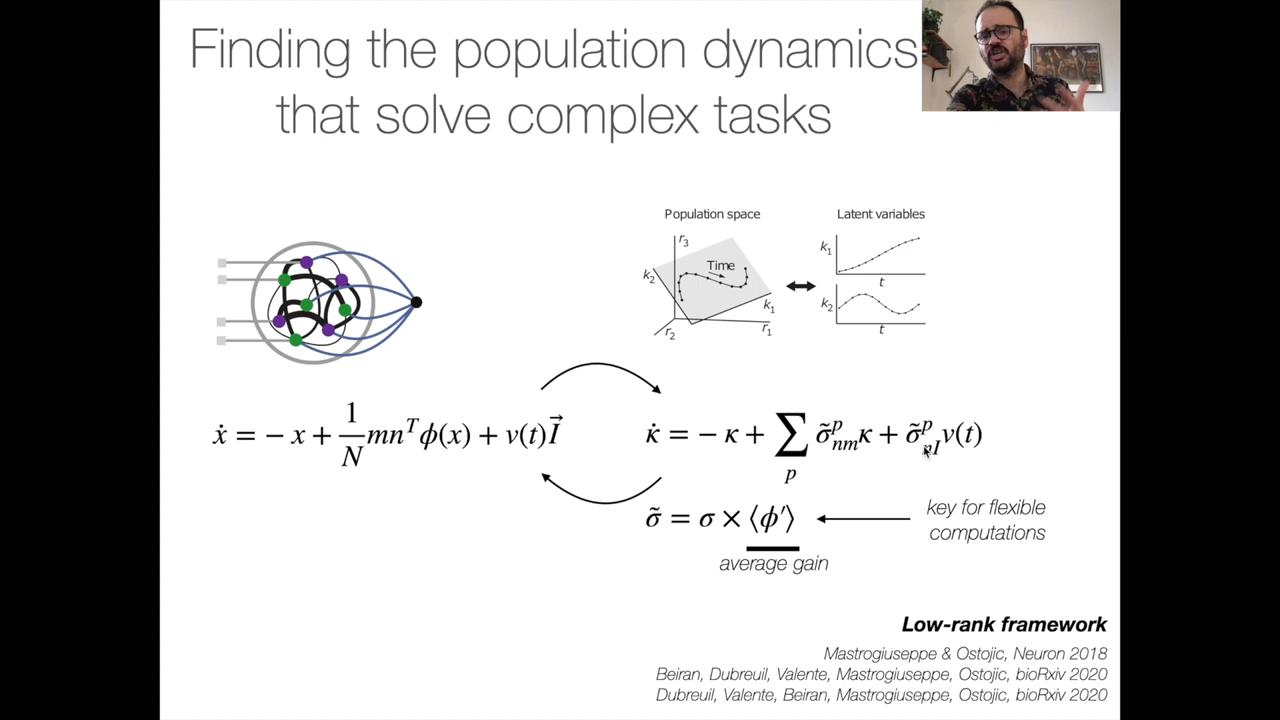 Finding the population dynamics
that solve complex tasks
Population space
Latent variables
r₃
k₂
Time
k₁
r₂
r₁
k₁
t
k₂
t
ẋ = − x + 1/N mnᵀϕ(x) + v(t)I⃗
κ̇ = − κ + ∑ₚ σ̃ᵖₙₘκ + σ̃ᵖₙᵢv(t)
σ̃ = σ × ⟨ϕ′⟩
average gain
key for flexible
computations
Low-rank framework
Mastrogiuseppe & Ostojic, Neuron 2018
Beiran, Dubreuil, Valente, Mastrogiuseppe, Ostojic, bioRxiv 2020
Dubreuil, Valente, Beiran, Mastrogiuseppe, Ostojic, bioRxiv 2020